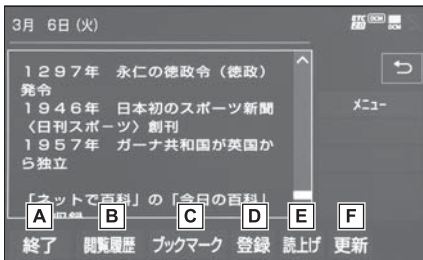 3月 6日(火)
ETC
DCM
1297年 永仁の徳政令(徳政)
発令
1946年 日本初のスポーツ新聞
〈日刊スポーツ〉創刊
1957年 ガーナ共和国が英国か
ら独立
「ネットで百科」の「今日の百科」
メニュー
A B C D E F
終了 閲覧履歴 ブックマーク 登録 読上げ 更新